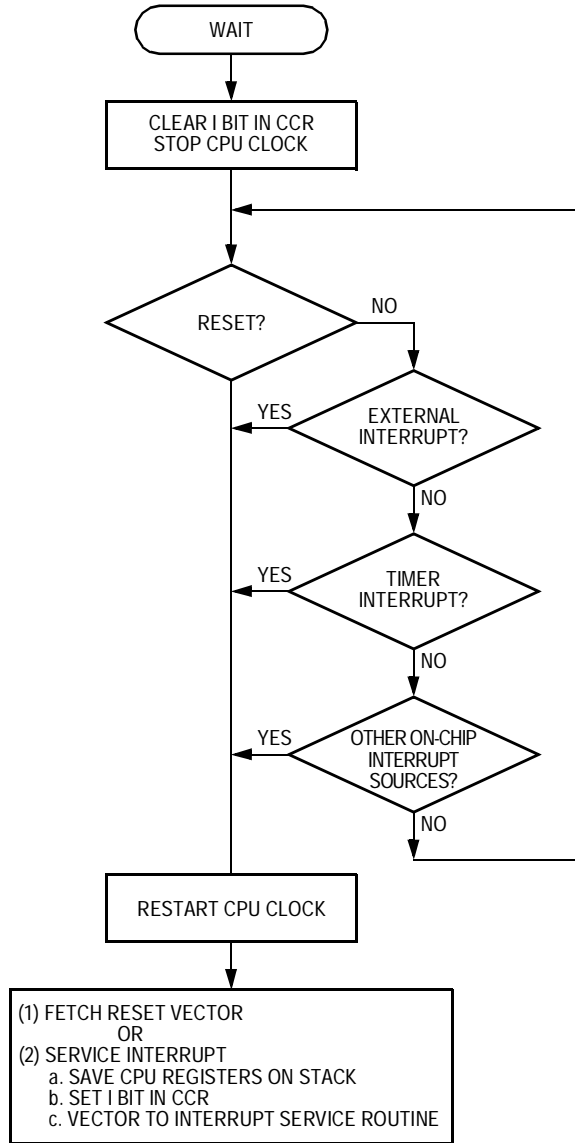 WAIT
CLEAR I BIT IN CCR
STOP CPU CLOCK
RESET?
NO
YES
EXTERNAL
INTERRUPT?
NO
YES
TIMER
INTERRUPT?
NO
YES
OTHER ON-CHIP
INTERRUPT
SOURCES?
NO
RESTART CPU CLOCK
(1) FETCH RESET VECTOR
OR
(2) SERVICE INTERRUPT
a. SAVE CPU REGISTERS ON STACK
b. SET I BIT IN CCR
c. VECTOR TO INTERRUPT SERVICE ROUTINE